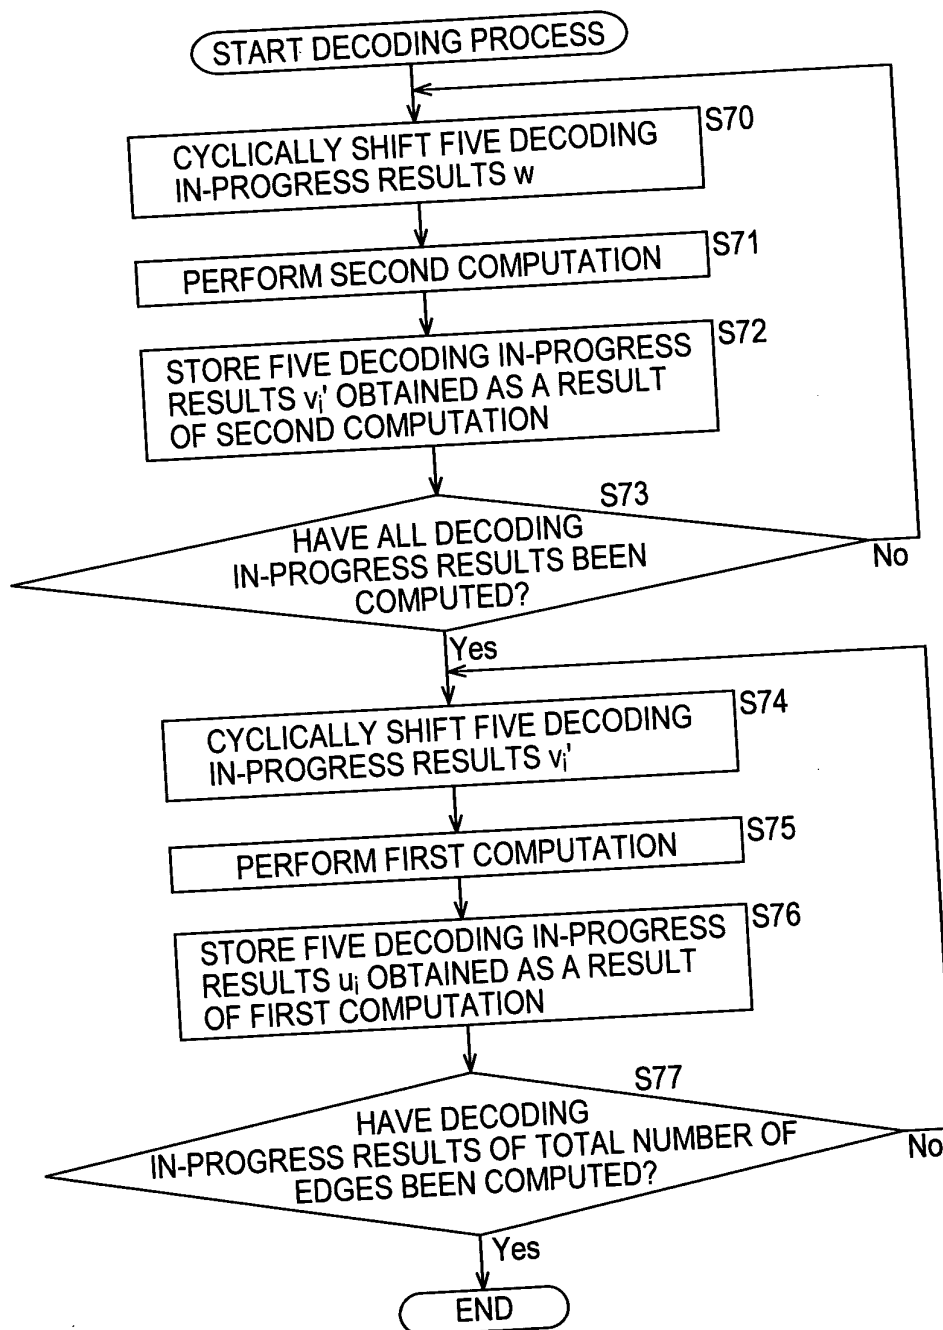 START DECODING PROCESS
S70
CYCLICALLY SHIFT FIVE DECODING
IN-PROGRESS RESULTS w
S71
PERFORM SECOND COMPUTATION
S72
STORE FIVE DECODING IN-PROGRESS
RESULTS vi' OBTAINED AS A RESULT
OF SECOND COMPUTATION
S73
HAVE ALL DECODING
IN-PROGRESS RESULTS BEEN
COMPUTED?
No
Yes
S74
CYCLICALLY SHIFT FIVE DECODING
IN-PROGRESS RESULTS vi'
S75
PERFORM FIRST COMPUTATION
S76
STORE FIVE DECODING IN-PROGRESS
RESULTS ui OBTAINED AS A RESULT
OF FIRST COMPUTATION
S77
HAVE DECODING
IN-PROGRESS RESULTS OF TOTAL NUMBER OF
EDGES BEEN COMPUTED?
No
Yes
END